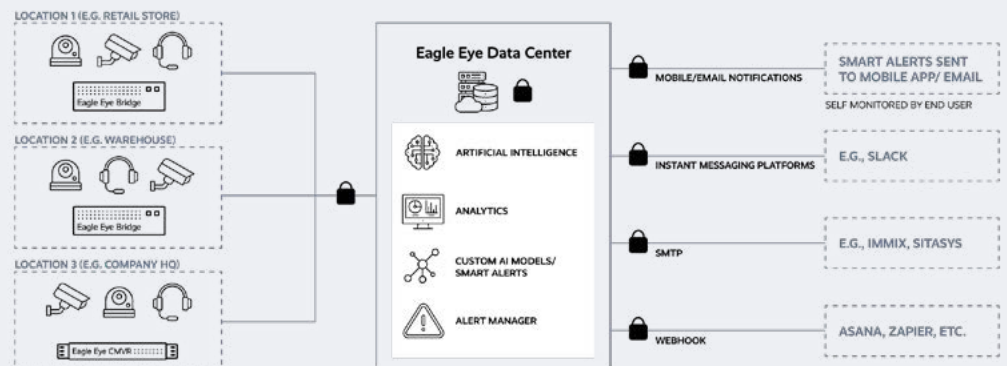 LOCATION 1 (E.G. RETAIL STORE)
Eagle Eye Bridge
LOCATION 2 (E.G. WAREHOUSE)
Eagle Eye Bridge
LOCATION 3 (E.G. COMPANY HQ)
Eagle Eye CMVR
Eagle Eye Data Center
ARTIFICIAL INTELLIGENCE
ANALYTICS
CUSTOM AI MODELS/
SMART ALERTS
ALERT MANAGER
MOBILE/EMAIL NOTIFICATIONS
SMART ALERTS SENT
TO MOBILE APP/ EMAIL
SELF MONITORED BY END USER
INSTANT MESSAGING PLATFORMS
E.G., SLACK
SMTP
E.G., IMMIX, SITASYS
WEBHOOK
ASANA, ZAPIER, ETC.